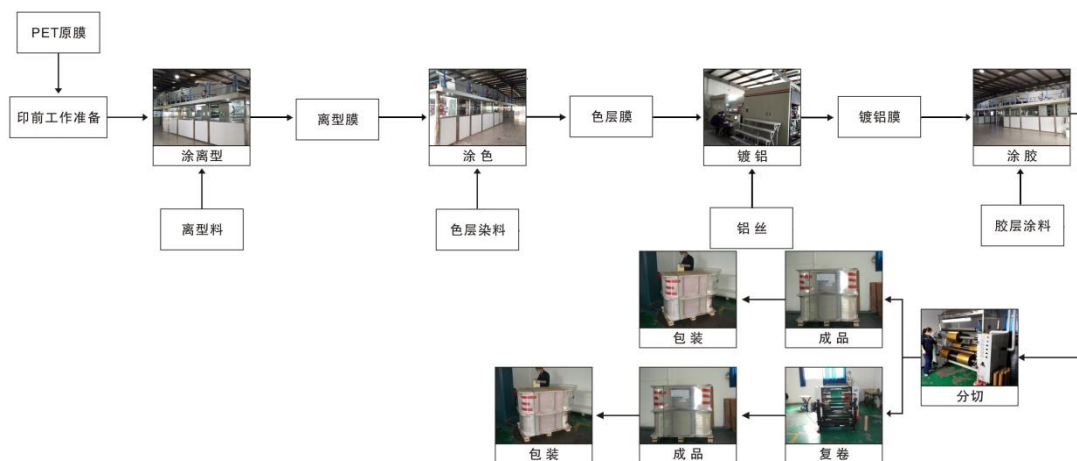 PET原膜
印前工作准备
涂离型
离型膜
涂 色
色层膜
镀 铝
镀铝膜
涂 胶
离型料
色层染料
铝 丝
胶层涂料
包 装
成 品
分切
包 装
成 品
复 卷